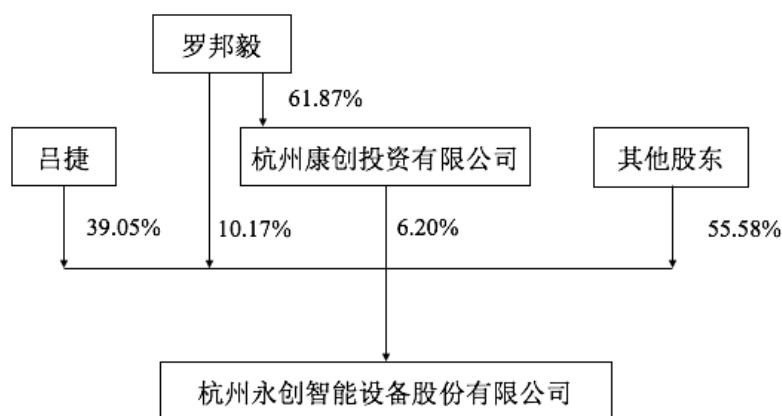 罗邦毅
61.87%
吕捷
杭州康创投资有限公司
其他股东
39.05%
10.17%
6.20%
55.58%
杭州永创智能设备股份有限公司